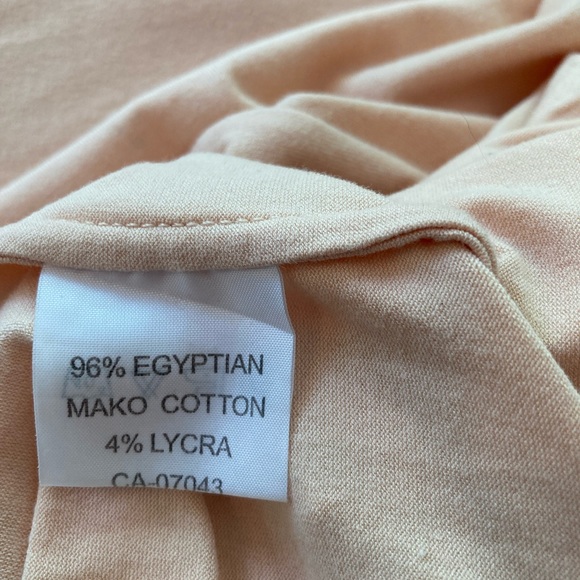 96% EGYPTIAN
MAKO COTTON
4% LYCRA
CA-07043